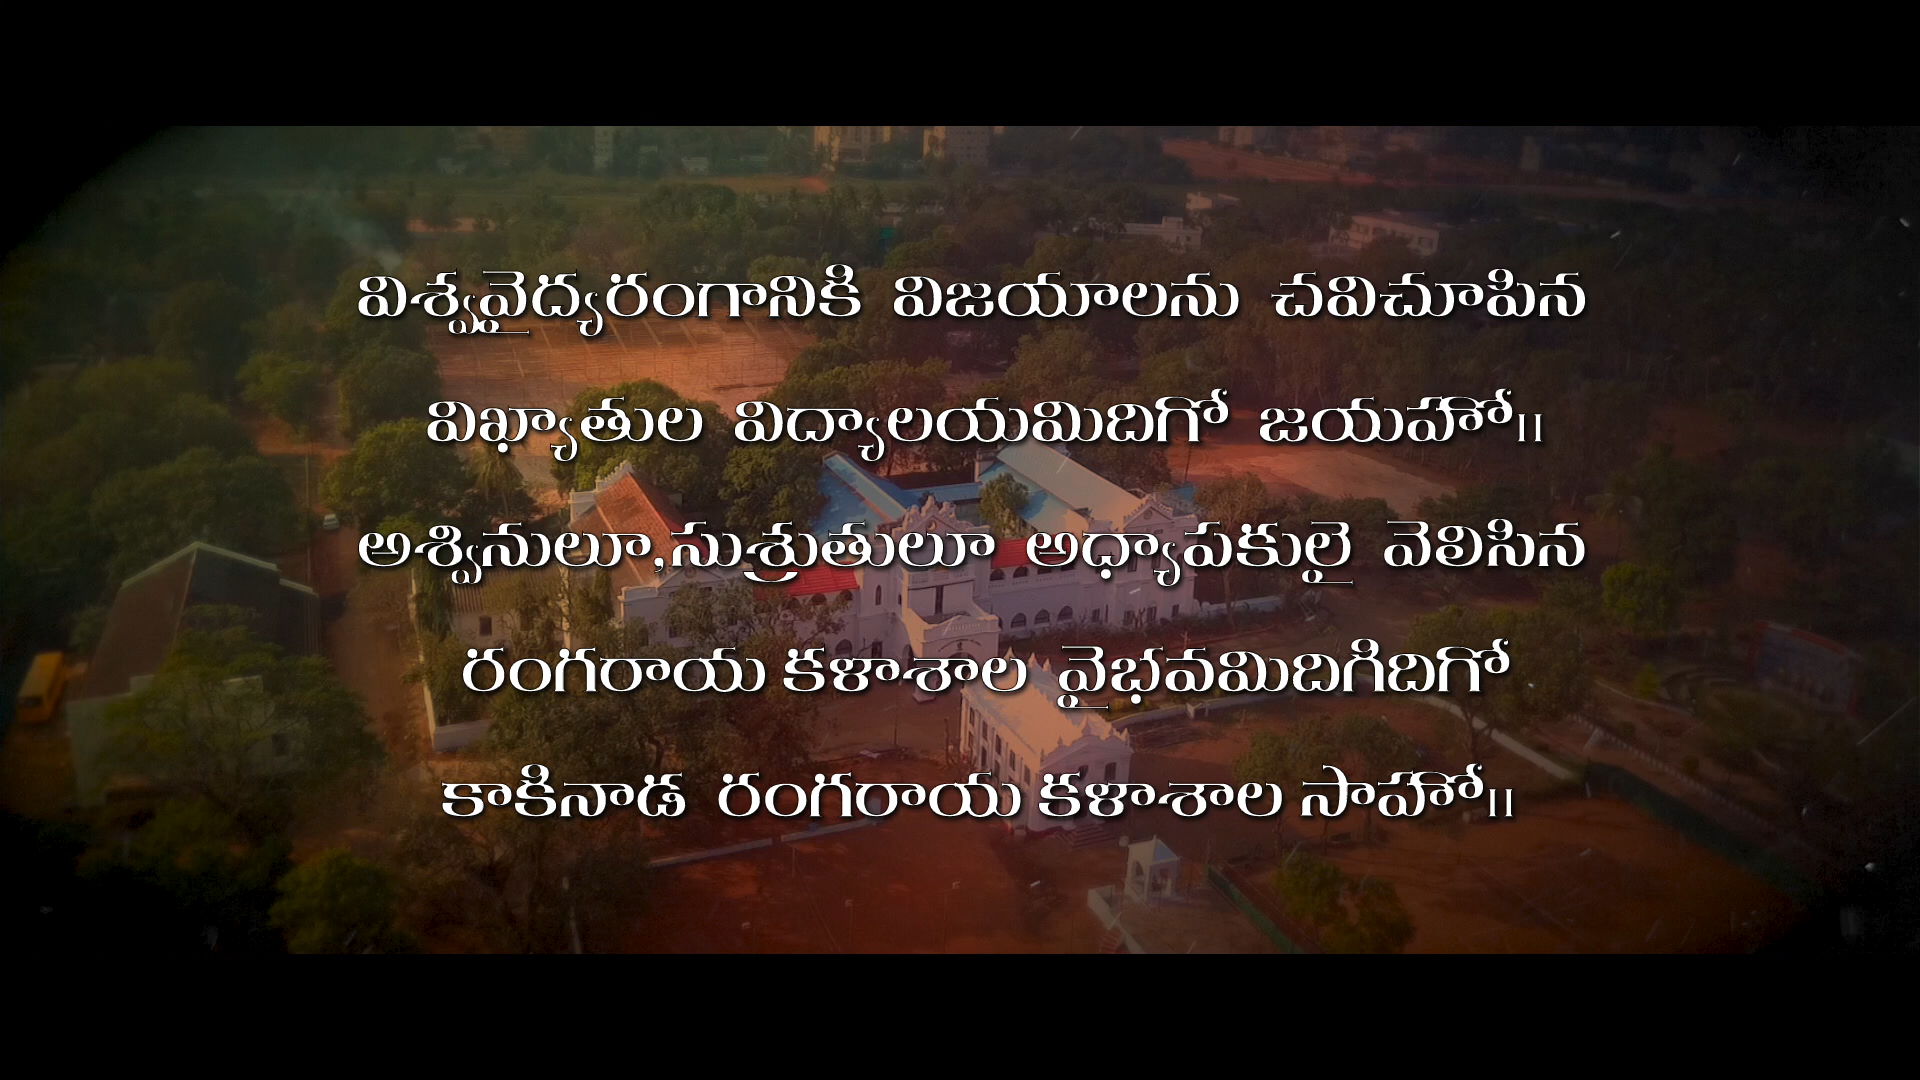 విశ్వవైద్యరంగానికి విజయాలను చవిచూపిన
విఖ్యాతుల విద్యాలయమిదిగో జయహో॥
అశ్వినులూ,సుశ్రుతులూ అధ్యాపకులై వెలిసిన
రంగరాయ కళాశాల వైభవమిదిగిదిగో
కాకినాడ రంగరాయ కళాశాల సాహో॥